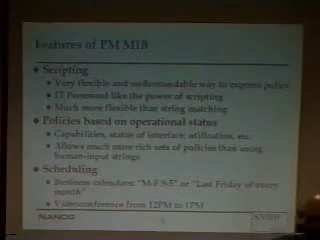 Features of PM MIB
Scripting
Very flexible and understandable way to express policy
IT Personnel like the power of scripting
Much more flexible than string matching
Policies based on operational status
Capabilities, status of interface, utilization, etc.
Allows much more rich sets of policies than using
human-input strings
Scheduling
Business calendars: "M-F 9-5" or "Last Friday of every
month"
Videoconference from 12PM to 1PM
NANOG